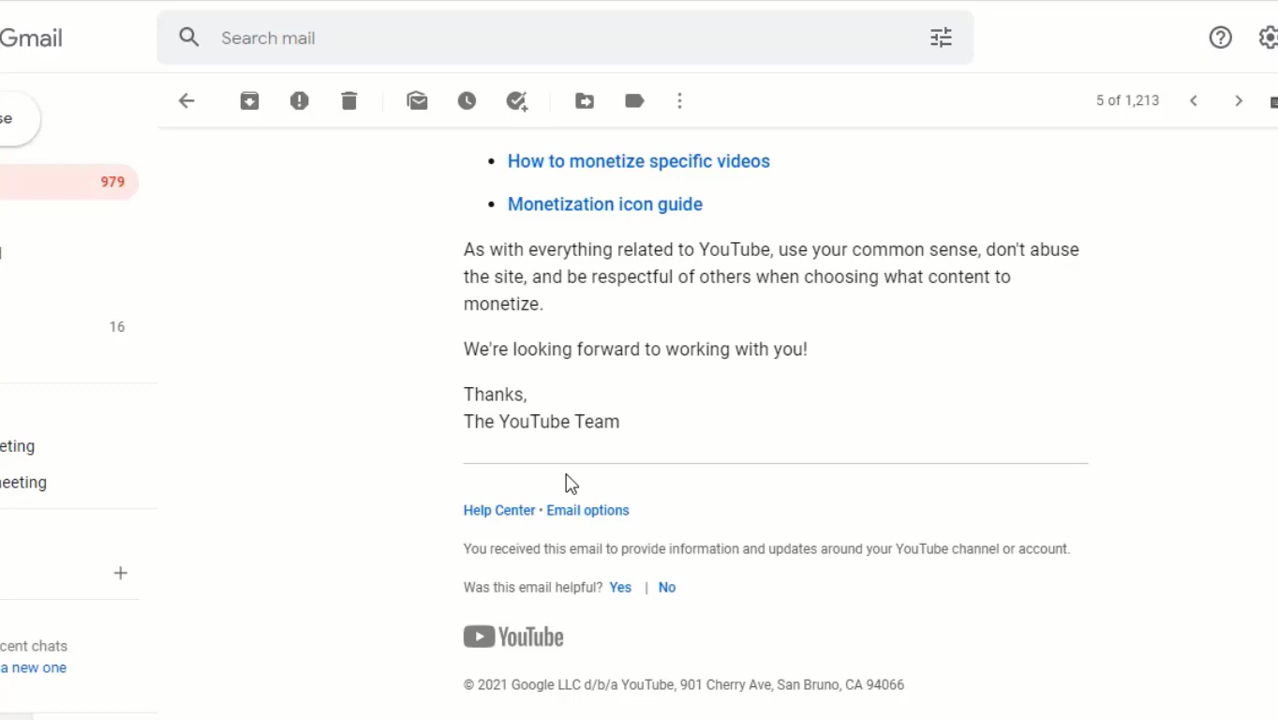 Gmail
Search mail
se
5 of 1,213
979
How to monetize specific videos
Monetization icon guide
As with everything related to YouTube, use your common sense, don't abuse
the site, and be respectful of others when choosing what content to
monetize.
16
We're looking forward to working with you!
Thanks,
The YouTube Team
eting
neeting
Help Center · Email options
You received this email to provide information and updates around your YouTube channel or account.
Was this email helpful? Yes | No
YouTube
cent chats
a new one
© 2021 Google LLC d/b/a YouTube, 901 Cherry Ave, San Bruno, CA 94066